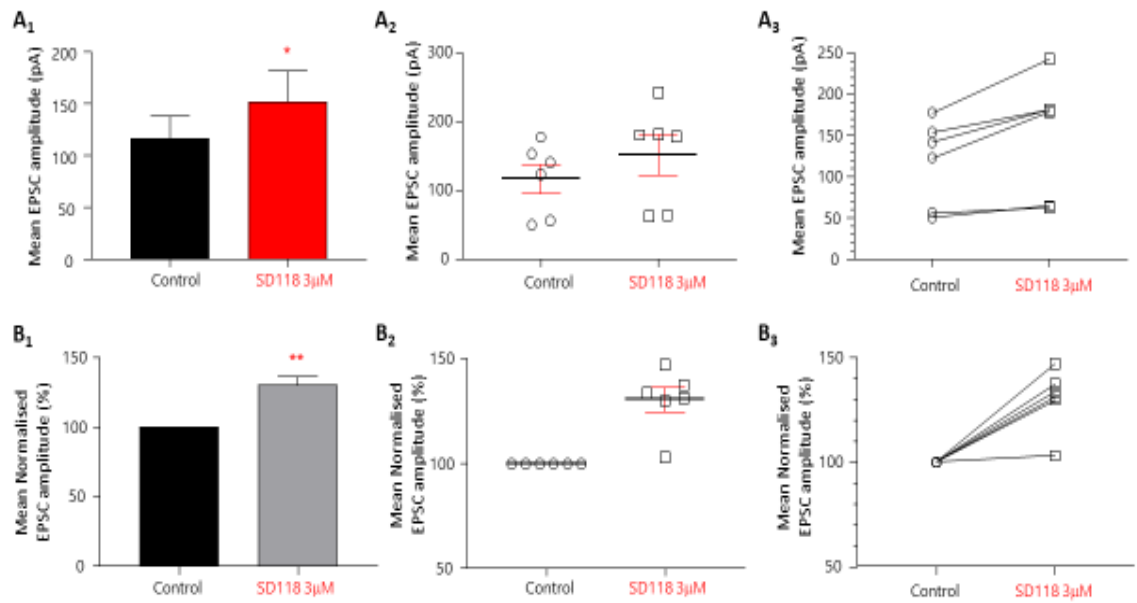 A1
Mean EPSC amplitude (pA)
200
150
100
50
0
*
Control
SD118 3μM
A2
Mean EPSC amplitude (pA)
300
200
100
0
Control
SD118 3μM
A3
Mean EPSC amplitude (pA)
250
200
150
100
50
0
Control
SD118 3μM
B1
Mean Normalised
EPSC amplitude (%)
150
100
50
0
**
Control
SD118 3μM
B2
Mean Normalised
EPSC amplitude (%)
150
100
50
Control
SD118 3μM
B3
Mean Normalised
EPSC amplitude (%)
150
100
50
Control
SD118 3μM